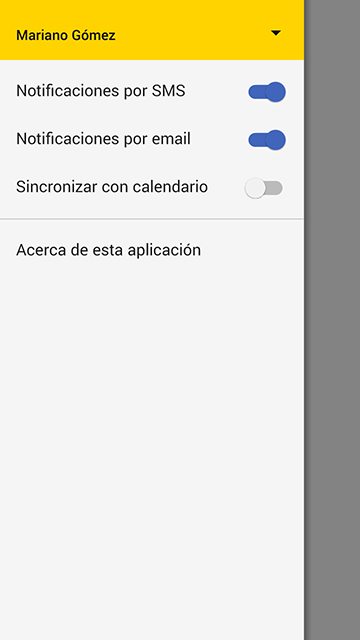 Mariano Gómez
Notificaciones por SMS
Notificaciones por email
Sincronizar con calendario
Acerca de esta aplicación